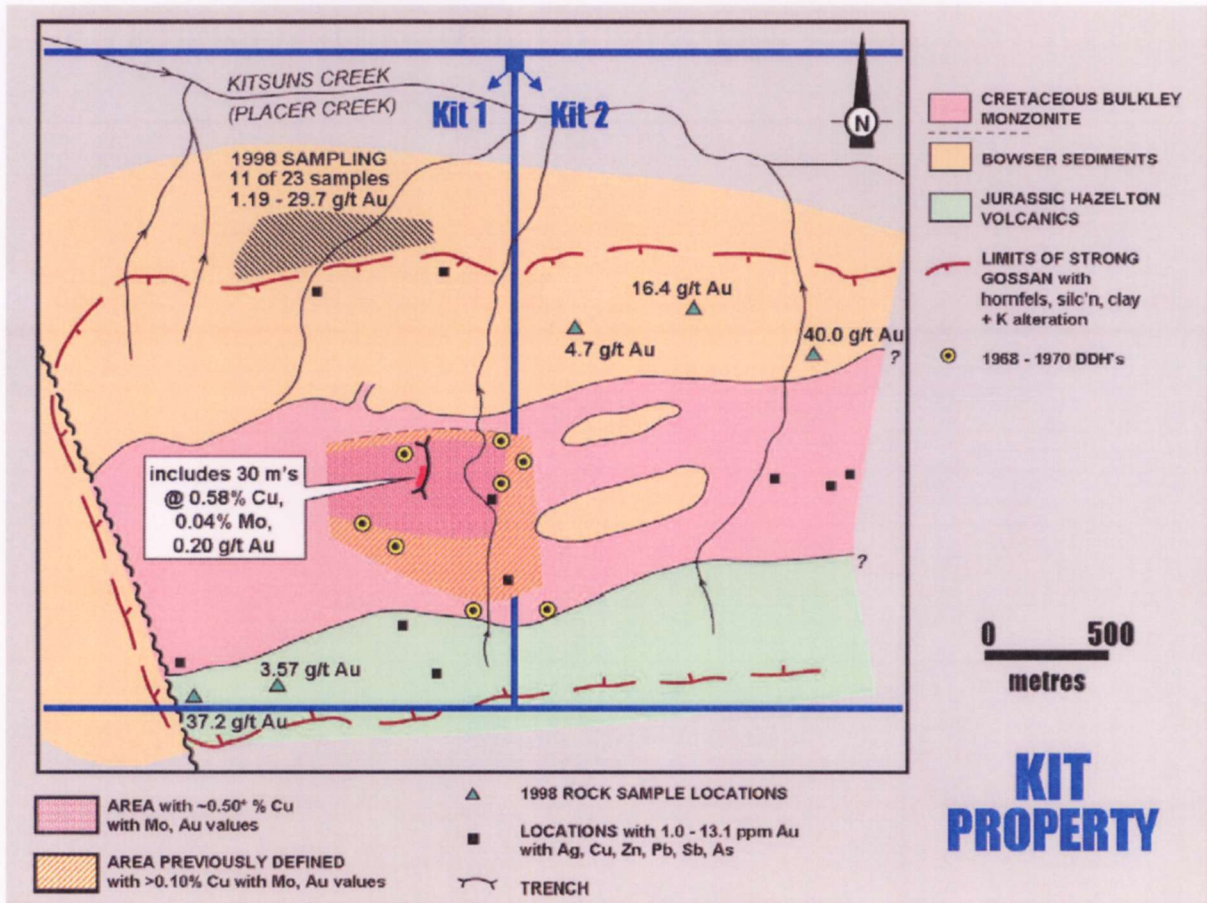 KITSUNS CREEK
(PLACER CREEK)
Kit 1
Kit 2
N
1998 SAMPLING
11 of 23 samples
1.19 - 29.7 g/t Au
16.4 g/t Au
4.7 g/t Au
40.0 g/t Au
?
includes 30 m's
@ 0.58% Cu,
0.04% Mo,
0.20 g/t Au
?
3.57 g/t Au
37.2 g/t Au
CRETACEOUS BULKLEY
MONZONITE
BOWSER SEDIMENTS
JURASSIC HAZELTON
VOLCANICS
LIMITS OF STRONG
GOSSAN with
hornfels, silc'n, clay
+ K alteration
1968 - 1970 DDH's
0 500
metres
KIT
PROPERTY
AREA with ~0.50* % Cu
with Mo, Au values
AREA PREVIOUSLY DEFINED
with >0.10% Cu with Mo, Au values
1998 ROCK SAMPLE LOCATIONS
LOCATIONS with 1.0 - 13.1 ppm Au
with Ag, Cu, Zn, Pb, Sb, As
TRENCH